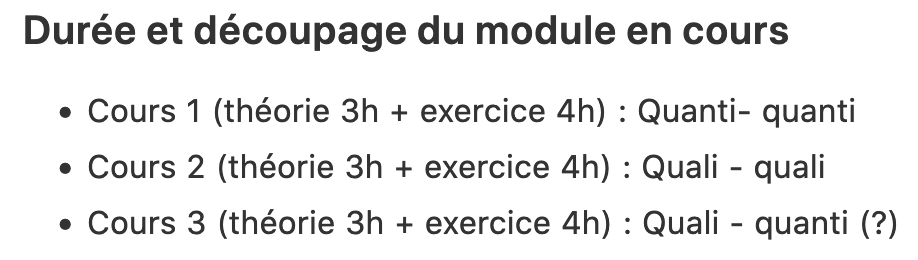 Durée et découpage du module en cours
• Cours 1 (théorie 3h + exercice 4h) : Quanti- quanti
• Cours 2 (théorie 3h + exercice 4h) : Quali - quali
• Cours 3 (théorie 3h + exercice 4h) : Quali - quanti (?)